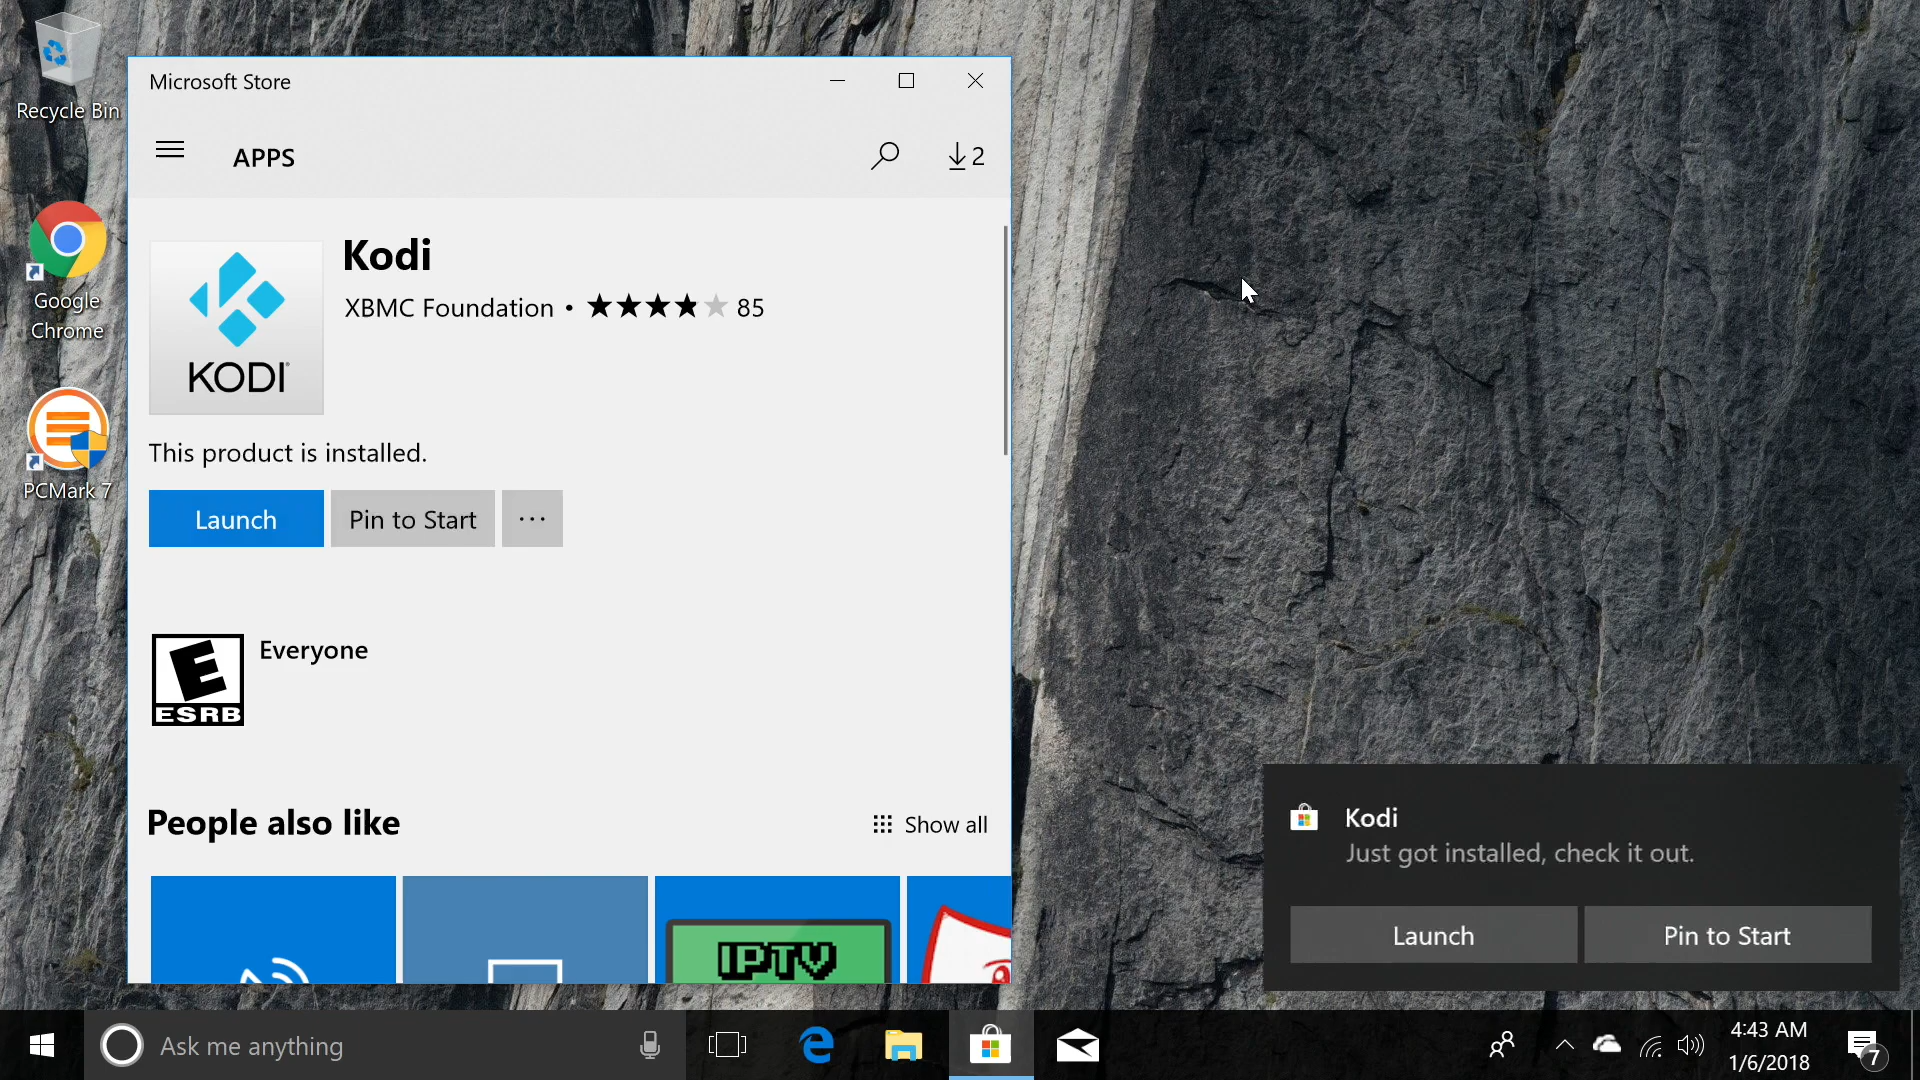 Recycle Bin
Google
Chrome
PCMark 7
Microsoft Store
APPS
2
KODI
Kodi
XBMC Foundation • 85
This product is installed.
Launch
Pin to Start
E
ESRB
Everyone
People also like
Show all
IPTV
Kodi
Just got installed, check it out.
Launch
Pin to Start
Ask me anything
4:43 AM
1/6/2018
7